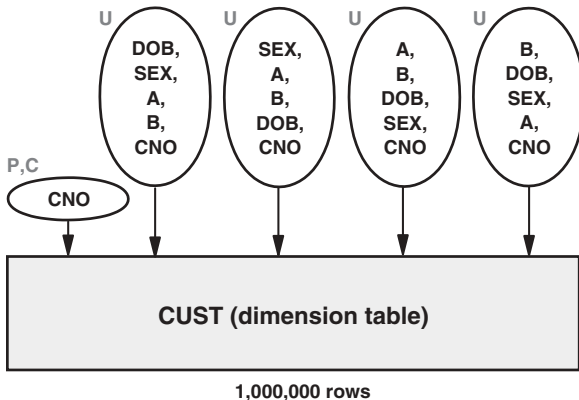 U
DOB,
SEX,
A,
B,
CNO
U
SEX,
A,
B,
DOB,
CNO
U
A,
B,
DOB,
SEX,
CNO
U
B,
DOB,
SEX,
A,
CNO
P,C
CNO
CUST (dimension table)
1,000,000 rows